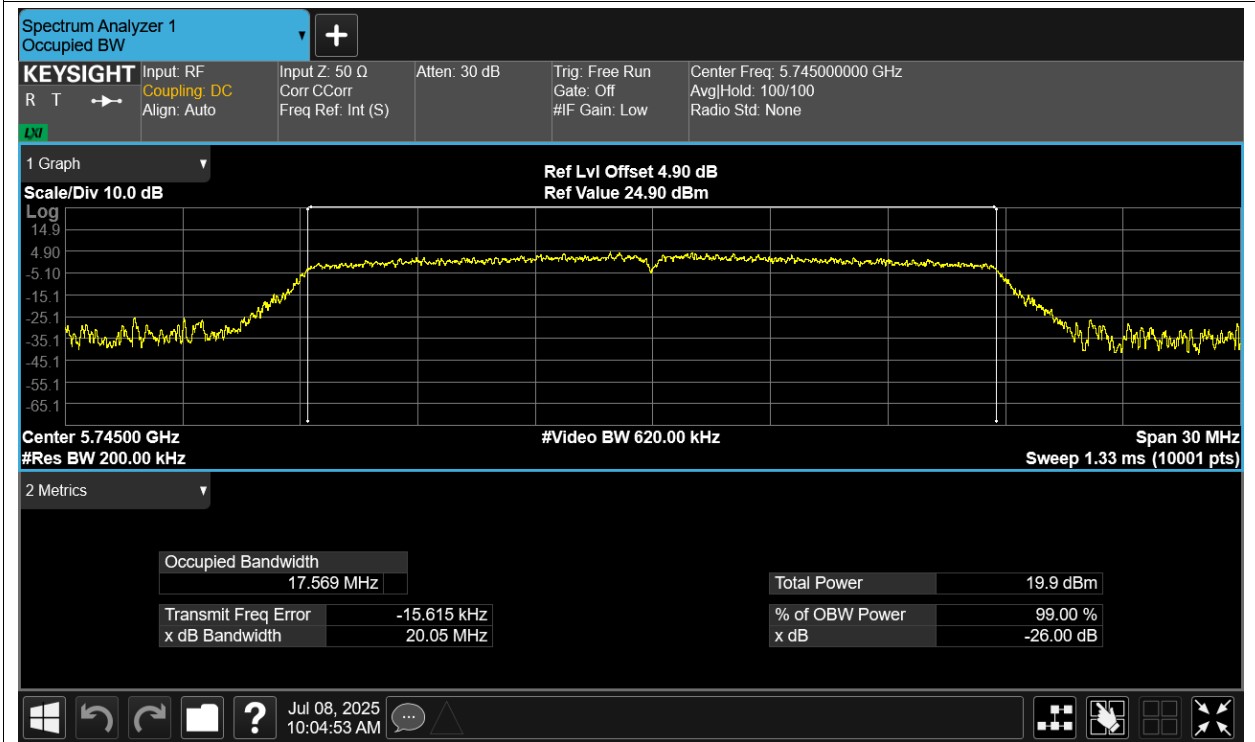 Spectrum Analyzer 1
Occupied BW
KEYSIGHT
R T
LXI
Input: RF
Coupling: DC
Align: Auto
Input Z: 50 Ω
Corr CCorr
Freq Ref: Int (S)
Atten: 30 dB
Trig: Free Run
Gate: Off
#IF Gain: Low
Center Freq: 5.745000000 GHz
Avg|Hold: 100/100
Radio Std: None
1 Graph
Scale/Div 10.0 dB
Ref Lvl Offset 4.90 dB
Ref Value 24.90 dBm
Log
14.9
4.90
-5.10
-15.1
-25.1
-35.1
-45.1
-55.1
-65.1
Center 5.74500 GHz
#Video BW 620.00 kHz
Span 30 MHz
#Res BW 200.00 kHz
Sweep 1.33 ms (10001 pts)
2 Metrics
Occupied Bandwidth
17.569 MHz
Total Power 19.9 dBm
Transmit Freq Error -15.615 kHz
% of OBW Power 99.00 %
x dB Bandwidth 20.05 MHz
x dB -26.00 dB
?
Jul 08, 2025
10:04:53 AM